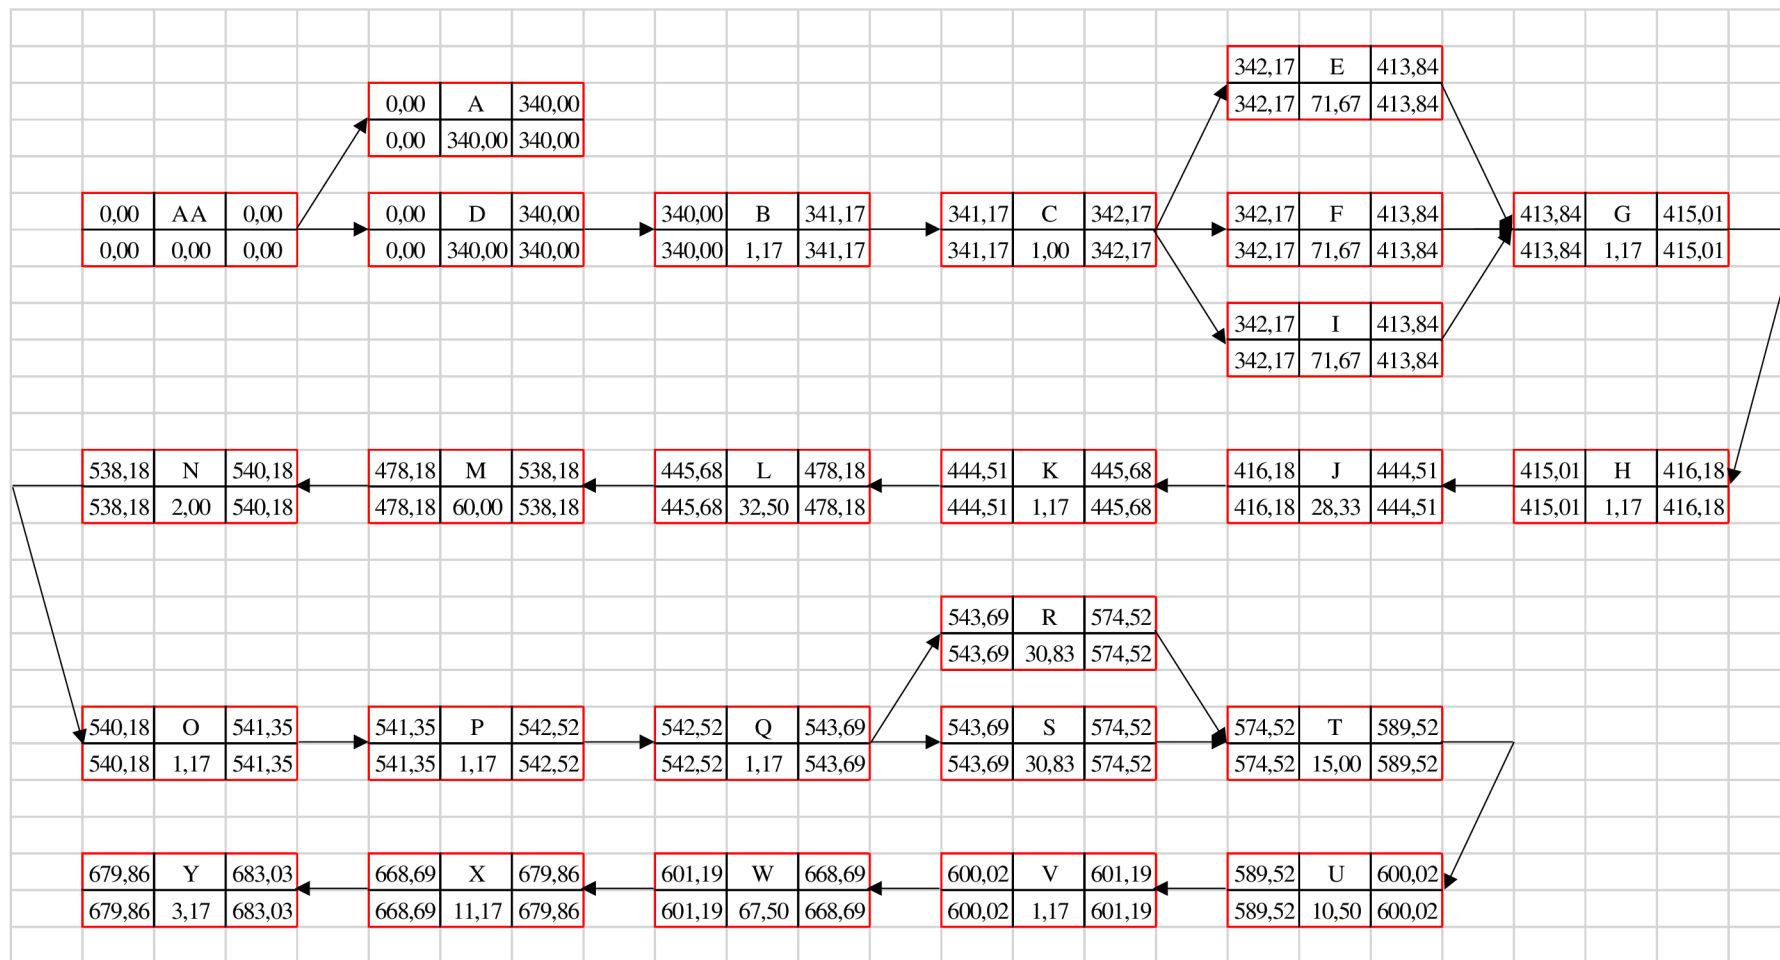 342,17 E 413,84
342,17 71,67 413,84
0,00 A 340,00
0,00 340,00 340,00
0,00 AA 0,00 0,00 D 340,00 340,00 B 341,17 341,17 C 342,17 342,17 F 413,84 413,84 G 415,01
0,00 0,00 0,00 0,00 340,00 340,00 340,00 1,17 341,17 341,17 1,00 342,17 342,17 71,67 413,84 413,84 1,17 415,01
342,17 I 413,84
342,17 71,67 413,84
538,18 N 540,18 478,18 M 538,18 445,68 L 478,18 444,51 K 445,68 416,18 J 444,51 415,01 H 416,18
538,18 2,00 540,18 478,18 60,00 538,18 445,68 32,50 478,18 444,51 1,17 445,68 416,18 28,33 444,51 415,01 1,17 416,18
543,69 R 574,52
543,69 30,83 574,52
540,18 O 541,35 541,35 P 542,52 542,52 Q 543,69 543,69 S 574,52 574,52 T 589,52
540,18 1,17 541,35 541,35 1,17 542,52 542,52 1,17 543,69 543,69 30,83 574,52 574,52 15,00 589,52
679,86 Y 683,03 668,69 X 679,86 601,19 W 668,69 600,02 V 601,19 589,52 U 600,02
679,86 3,17 683,03 668,69 11,17 679,86 601,19 67,50 668,69 600,02 1,17 601,19 589,52 10,50 600,02